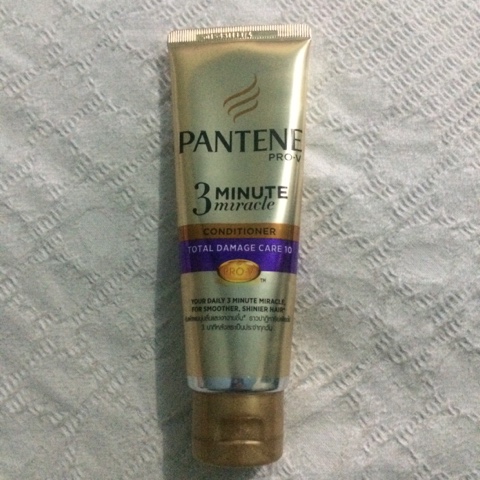 PANTENE
PRO-V
3 MINUTE
miracle
CONDITIONER
TOTAL DAMAGE CARE 10
PRO-V
TM
YOUR DAILY 3 MINUTE MIRACLE
FOR SMOOTHER, SHINIER HAIR*